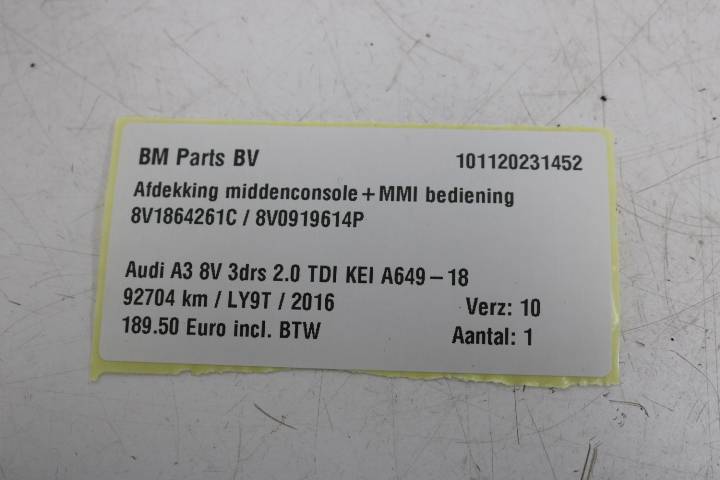 BM Parts BV 101120231452
Afdekking middenconsole + MMI bediening
8V1864261C / 8V0919614P
Audi A3 8V 3drs 2.0 TDI KEI A649 – 18
92704 km / LY9T / 2016 Verz: 10
189.50 Euro incl. BTW Aantal: 1